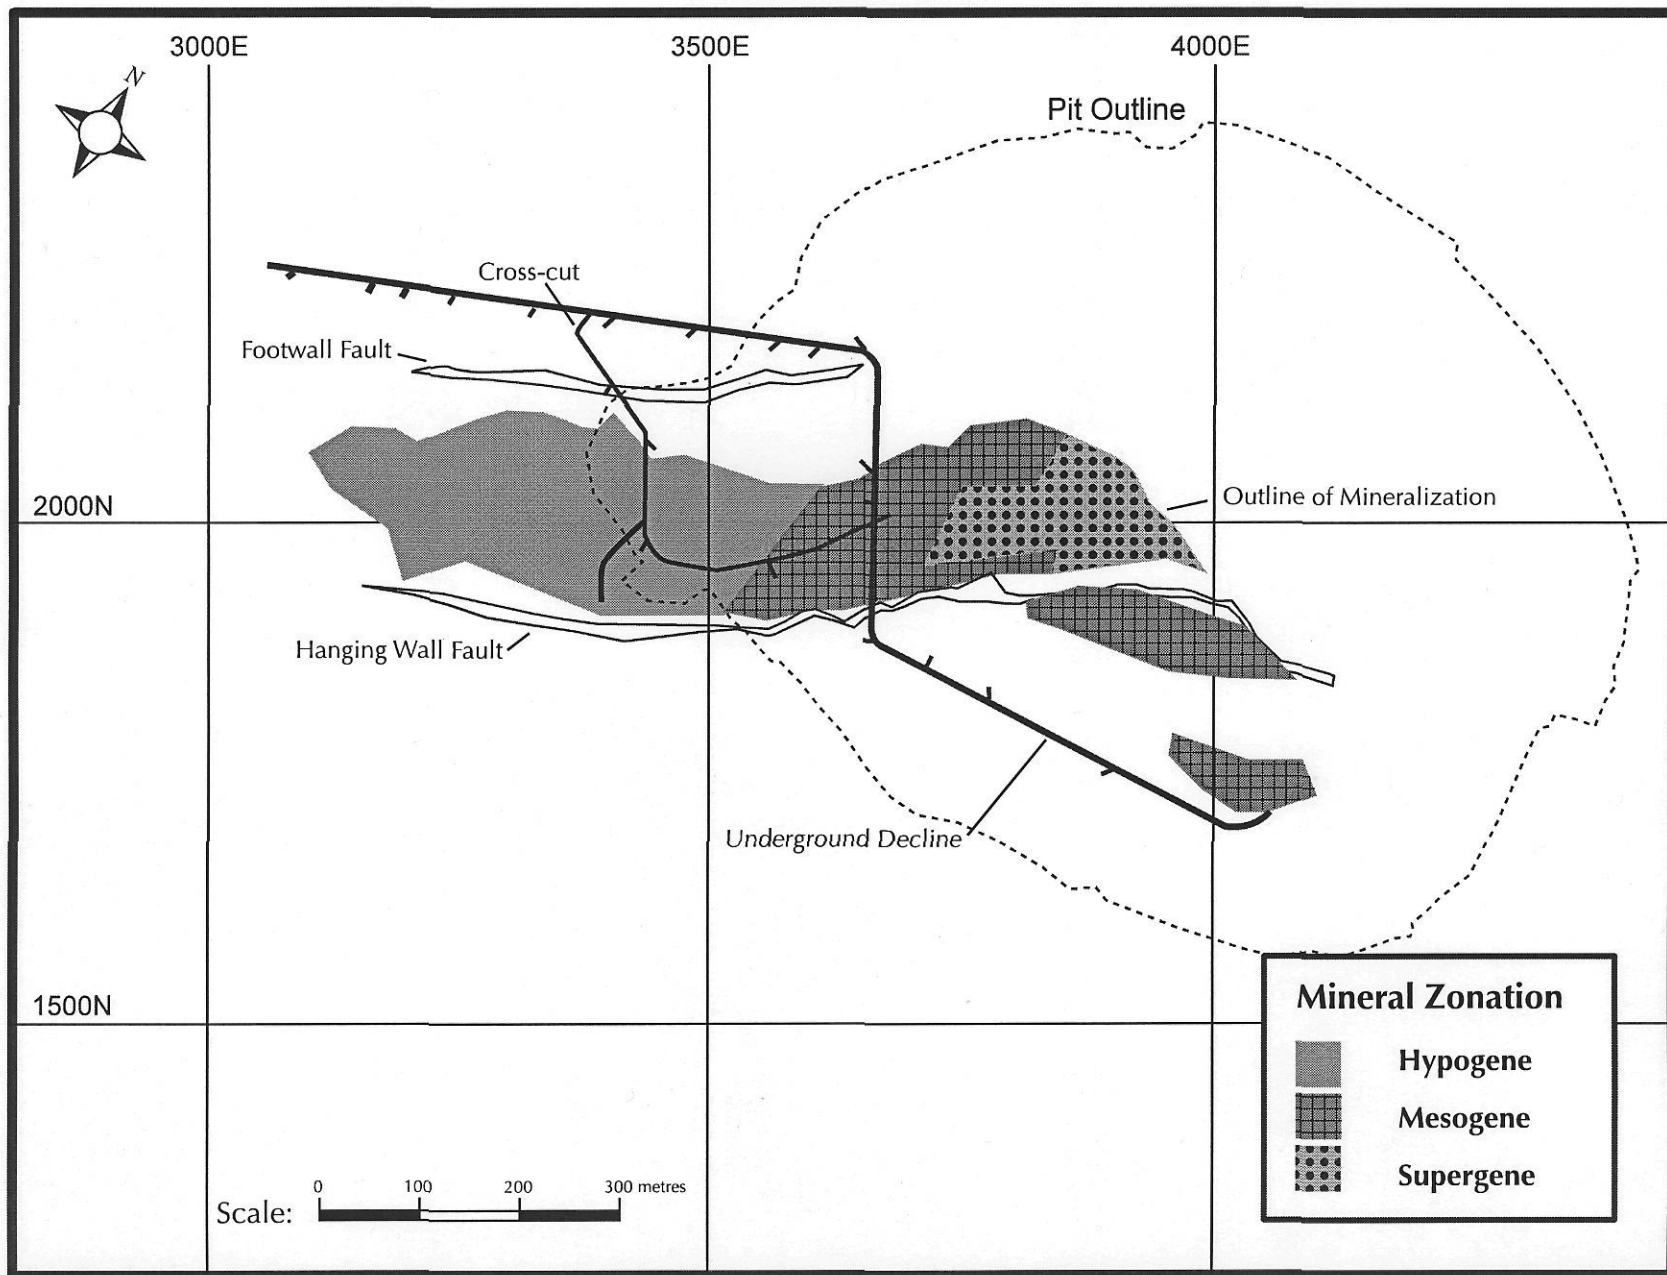 3000E 3500E 4000E
N
Pit Outline
Cross-cut
Footwall Fault
Outline of Mineralization
2000N
Hanging Wall Fault
Underground Decline
1500N
Mineral Zonation
Hypogene
Mesogene
Supergene
0 100 200 300 metres
Scale: